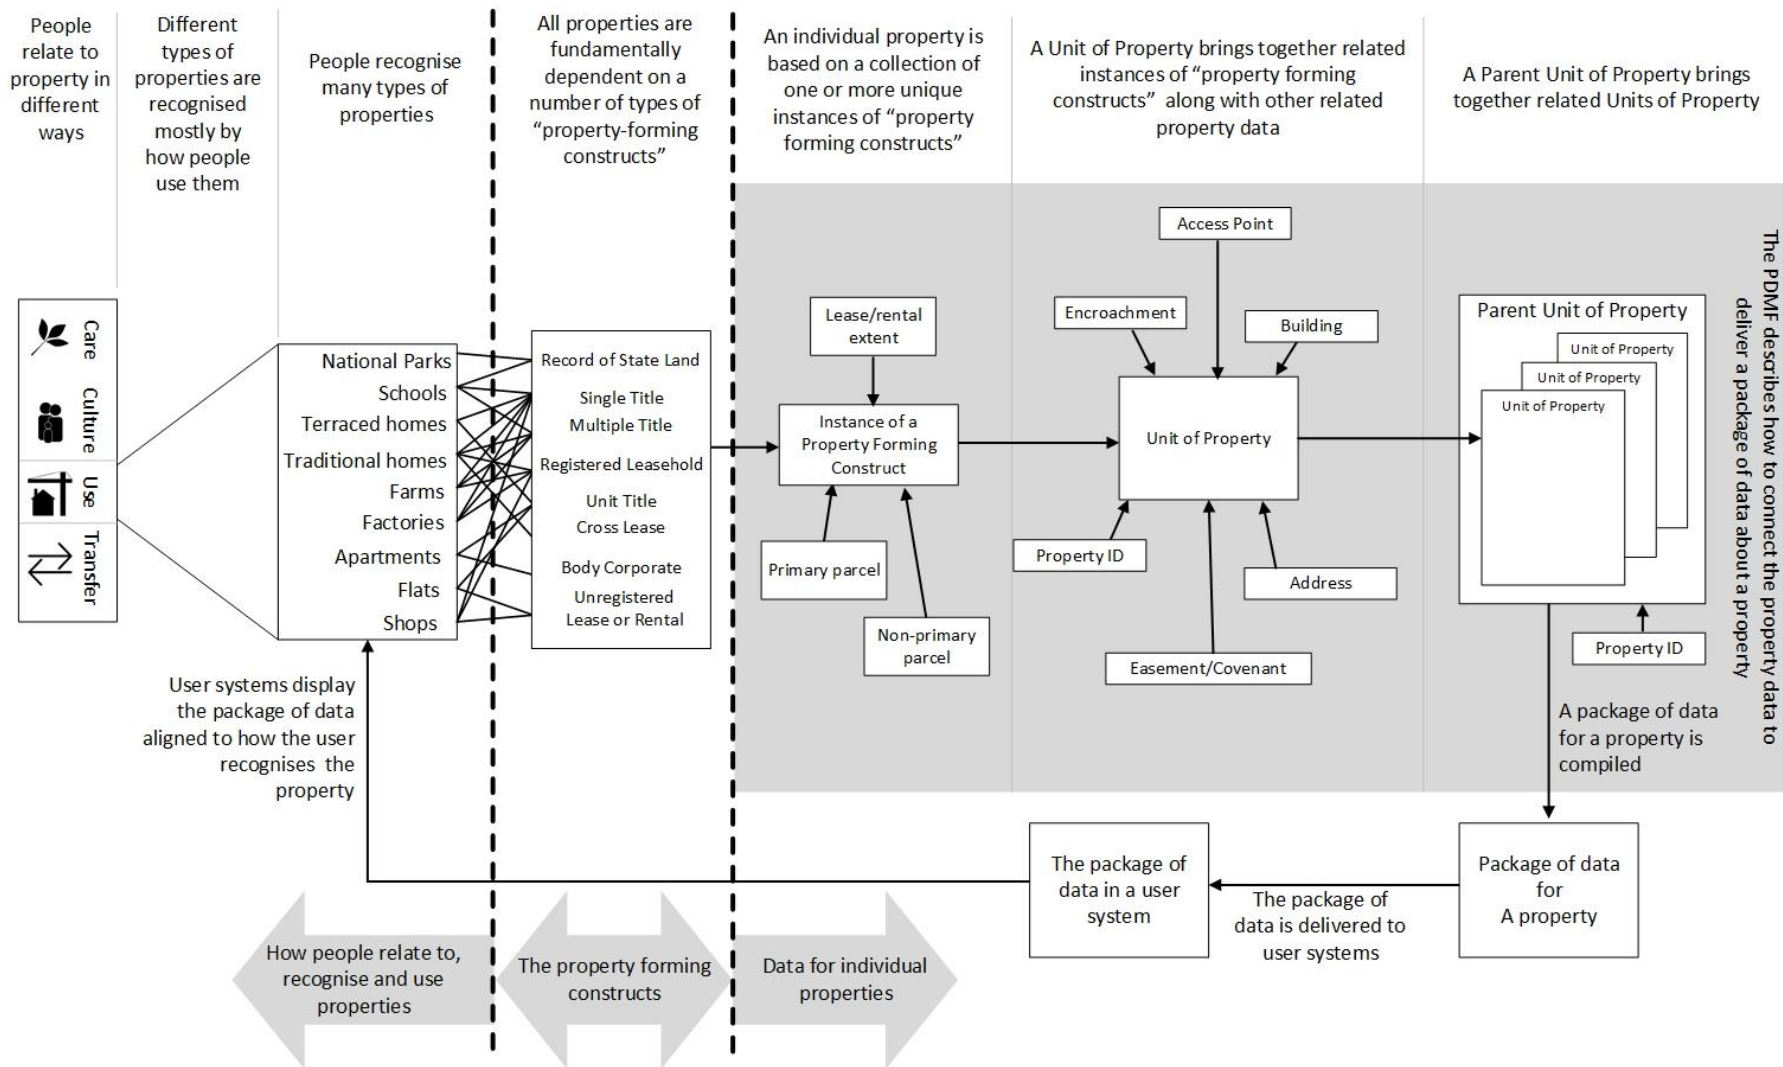 People
relate to
property in
different
ways
Different
types of
properties are
recognised
mostly by
how people
use them
People recognise
many types of
properties
All properties are
fundamentally
dependent on a
number of types of
“property-forming
constructs”
An individual property is
based on a collection of
one or more unique
instances of “property
forming constructs”
A Unit of Property brings together related
instances of “property forming
constructs” along with other related
property data
A Parent Unit of Property brings
together related Units of Property
Care
Culture
Use
Transfer
National Parks
Schools
Terraced homes
Traditional homes
Farms
Factories
Apartments
Flats
Shops
Record of State Land
Single Title
Multiple Title
Registered Leasehold
Unit Title
Cross Lease
Body Corporate
Unregistered
Lease or Rental
Lease/rental
extent
Instance of a
Property Forming
Construct
Primary parcel
Non-primary
parcel
Access Point
Encroachment
Building
Unit of Property
Property ID
Address
Easement/Covenant
Parent Unit of Property
Unit of Property
Unit of Property
Unit of Property
Property ID
The PDMF describes how to connect the property data to
deliver a package of data about a property
A package of data
for a property is
compiled
User systems display
the package of data
aligned to how the user
recognises the
property
The package of
data in a user
system
The package of
data is delivered to
user systems
Package of data
for
A property
How people relate to,
recognise and use
properties
The property forming
constructs
Data for individual
properties